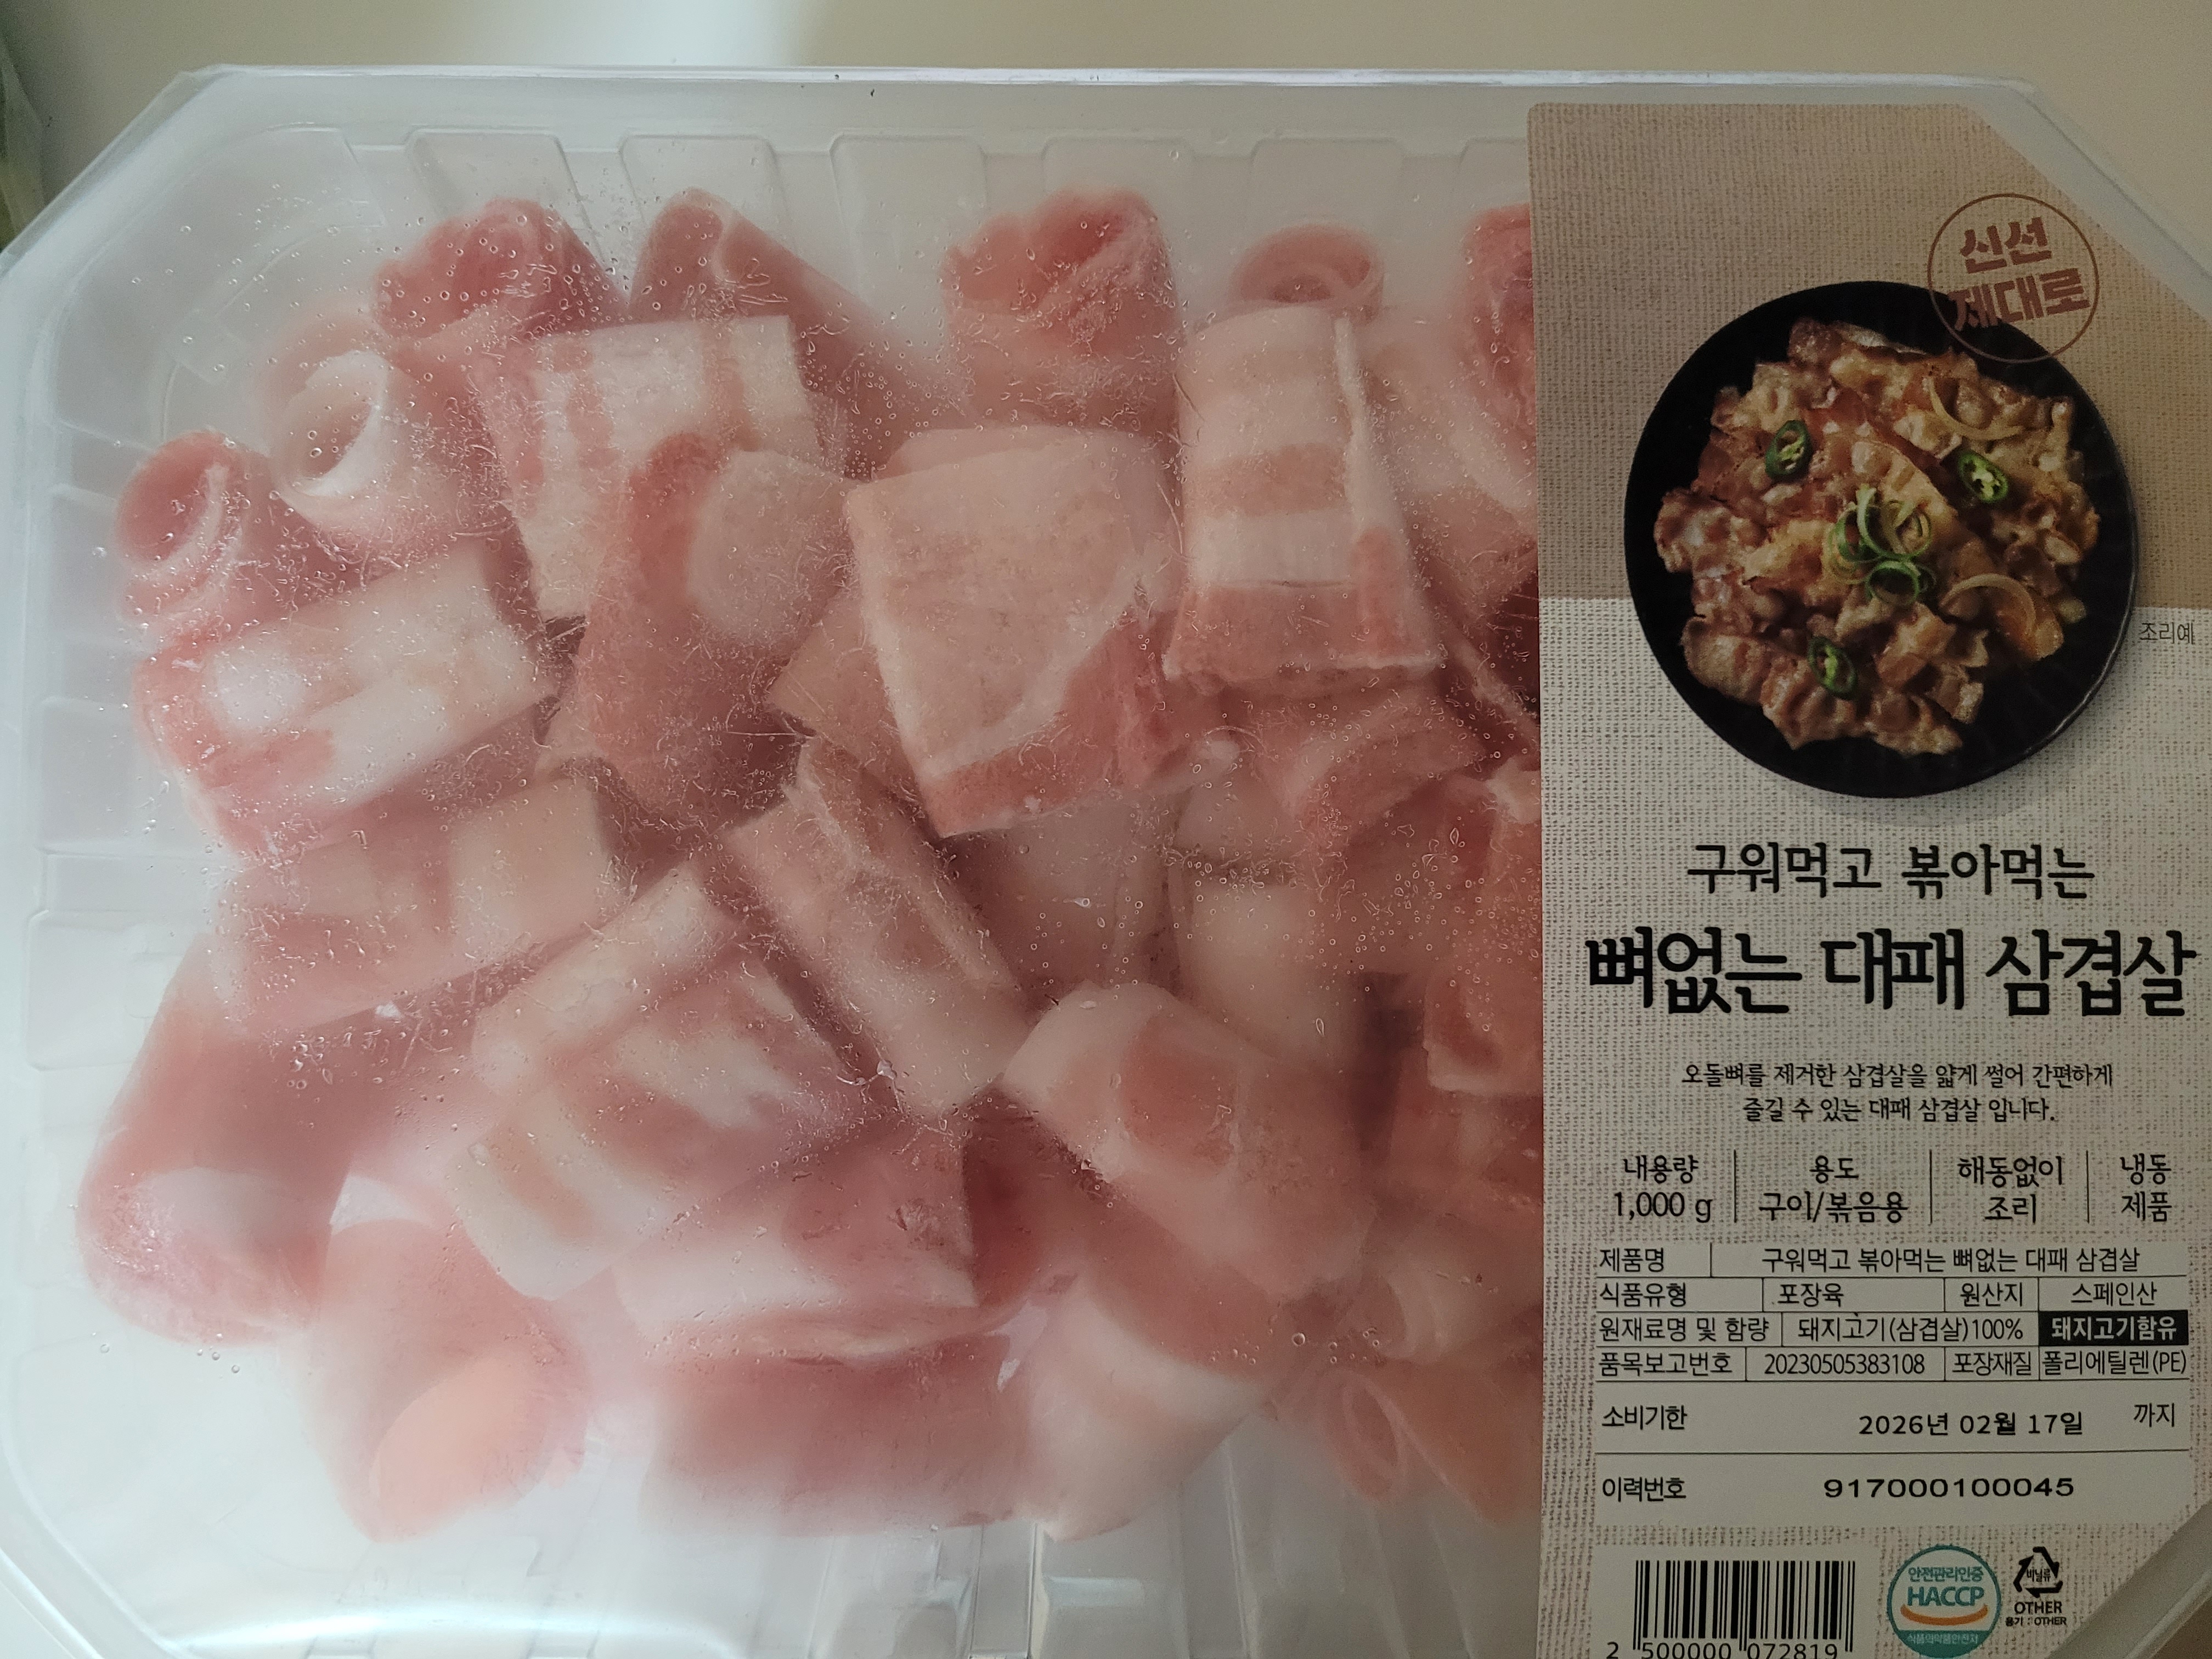 신선
제대로
조리예
구워먹고 볶아먹는
뼈없는 대패 삼겹살
오돌뼈를 제거한 삼겹살을 얇게 썰어 간편하게
즐길 수 있는 대패 삼겹살 입니다.
내용량 용도 해동없이 냉동
1,000 g 구이/볶음용 조리 제품
제품명 구워먹고 볶아먹는 뼈없는 대패 삼겹살
식품유형 포장육 원산지 스페인산
원재료명 및 함량 돼지고기(삼겹살)100% 돼지고기함유
품목보고번호 20230505383108 포장재질 폴리에틸렌(PE)
소비기한 2026년 02월 17일 까지
이력번호 917000100045
안전관리인증
HACCP
식품의약품안전처
비닐류
OTHER
용기 : OTHER
2 500000 072819